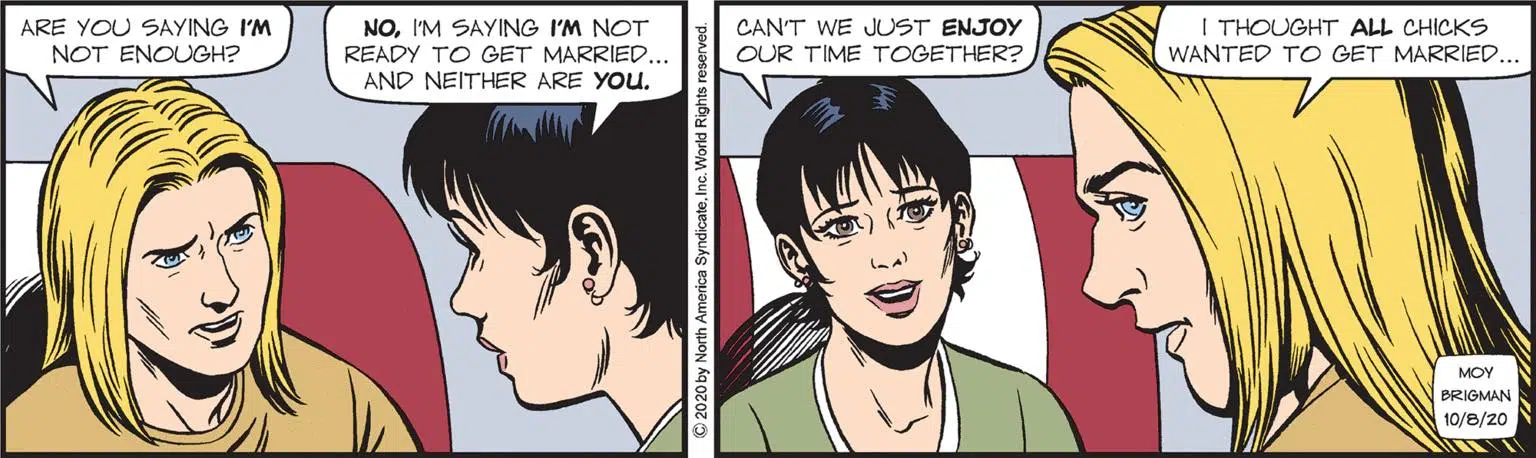 ARE YOU SAYING I'M
NOT ENOUGH?
NO, I'M SAYING I'M NOT
READY TO GET MARRIED...
AND NEITHER ARE YOU.
© 2020 by North America Syndicate, Inc. World Rights reserved.
CAN'T WE JUST ENJOY
OUR TIME TOGETHER?
I THOUGHT ALL CHICKS
WANTED TO GET MARRIED...
MOY
BRIGMAN
10/8/20